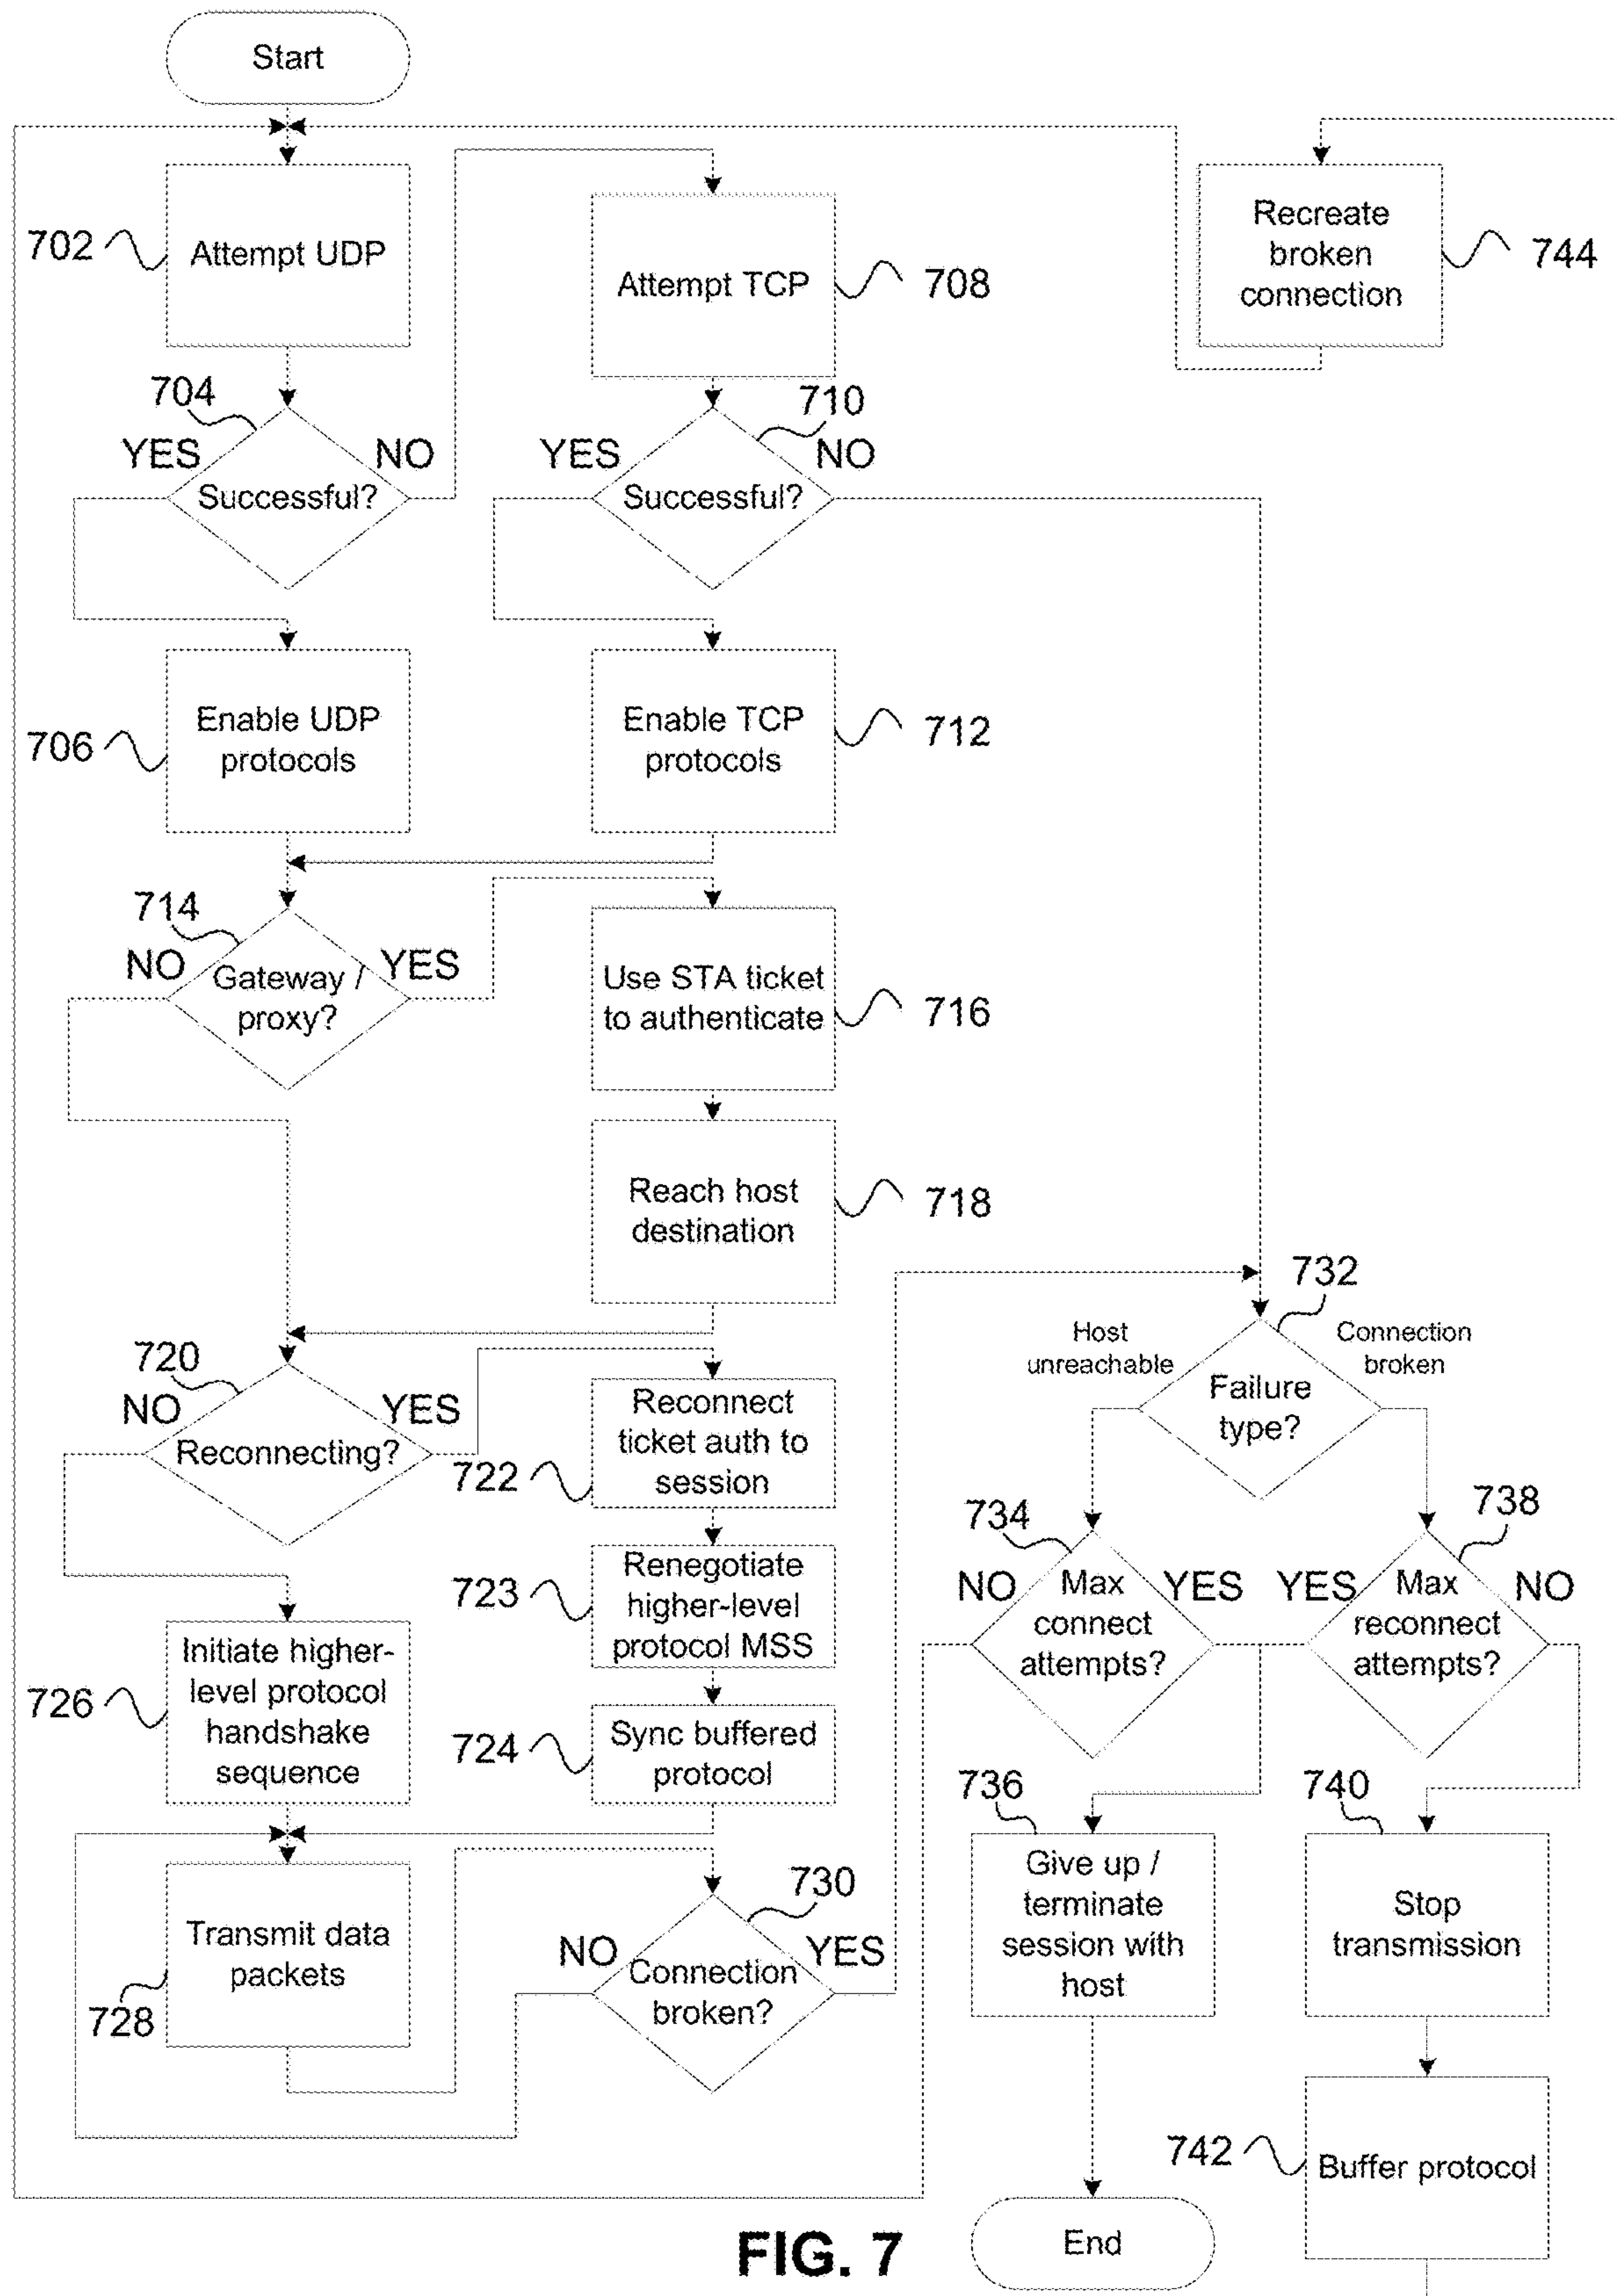 Start
702
Attempt UDP
Attempt TCP
708
Recreate
broken
connection
744
704
YES
NO
Successful?
710
YES
NO
Successful?
706
Enable UDP
protocols
Enable TCP
protocols
712
714
NO
YES
Gateway /
proxy?
Use STA ticket
to authenticate
716
Reach host
destination
718
720
NO
YES
Reconnecting?
Reconnect
ticket auth to
session
722
732
Host
unreachable
Connection
broken
Failure
type?
723
Renegotiate
higher-level
protocol MSS
734
NO
YES
Max
connect
attempts?
738
YES
NO
Max
reconnect
attempts?
726
Initiate higher-
level protocol
handshake
sequence
724
Sync buffered
protocol
736
Give up /
terminate
session with
host
740
Stop
transmission
728
Transmit data
packets
730
NO
YES
Connection
broken?
742
Buffer protocol
End
FIG. 7